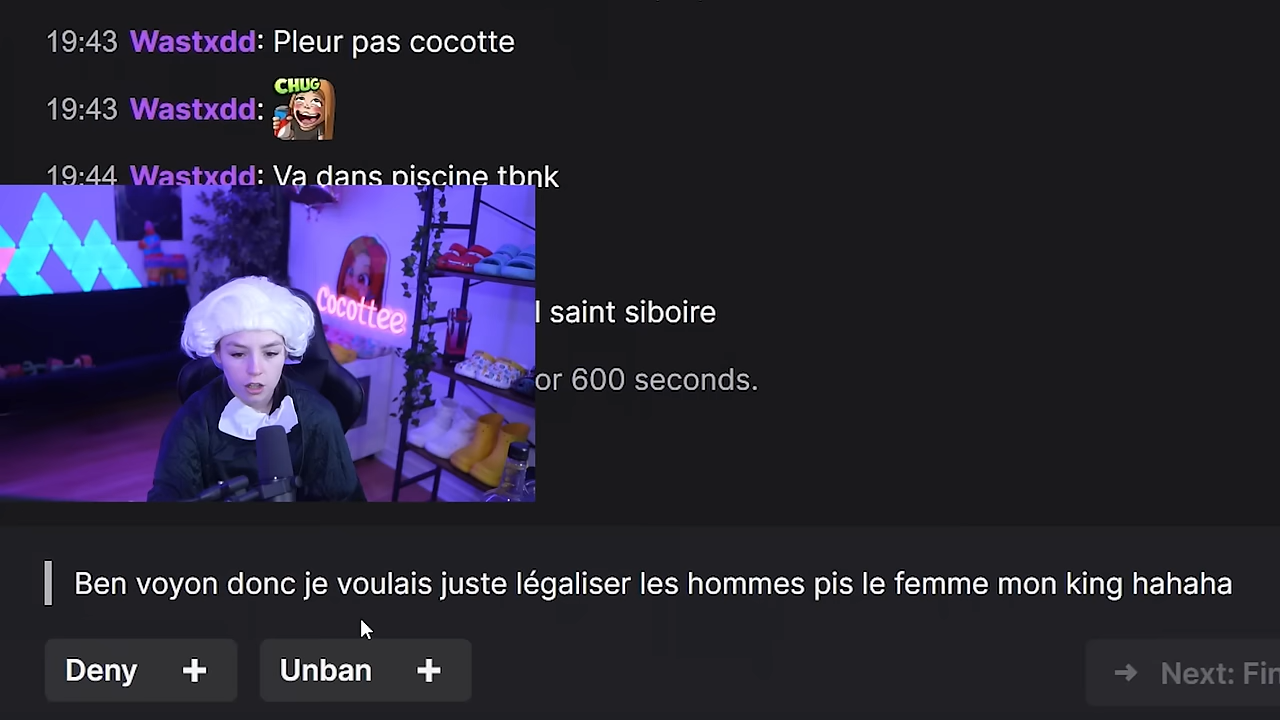 19:43 Wastxdd: Pleur pas cocotte
19:43 Wastxdd:
CHUG
19:44 Wastxdd: Va dans piscine tbnk
Cocottee
l saint siboire
or 600 seconds.
Ben voyon donc je voulais juste légaliser les hommes pis le femme mon king hahaha
Deny +
Unban +
→ Next: Fin